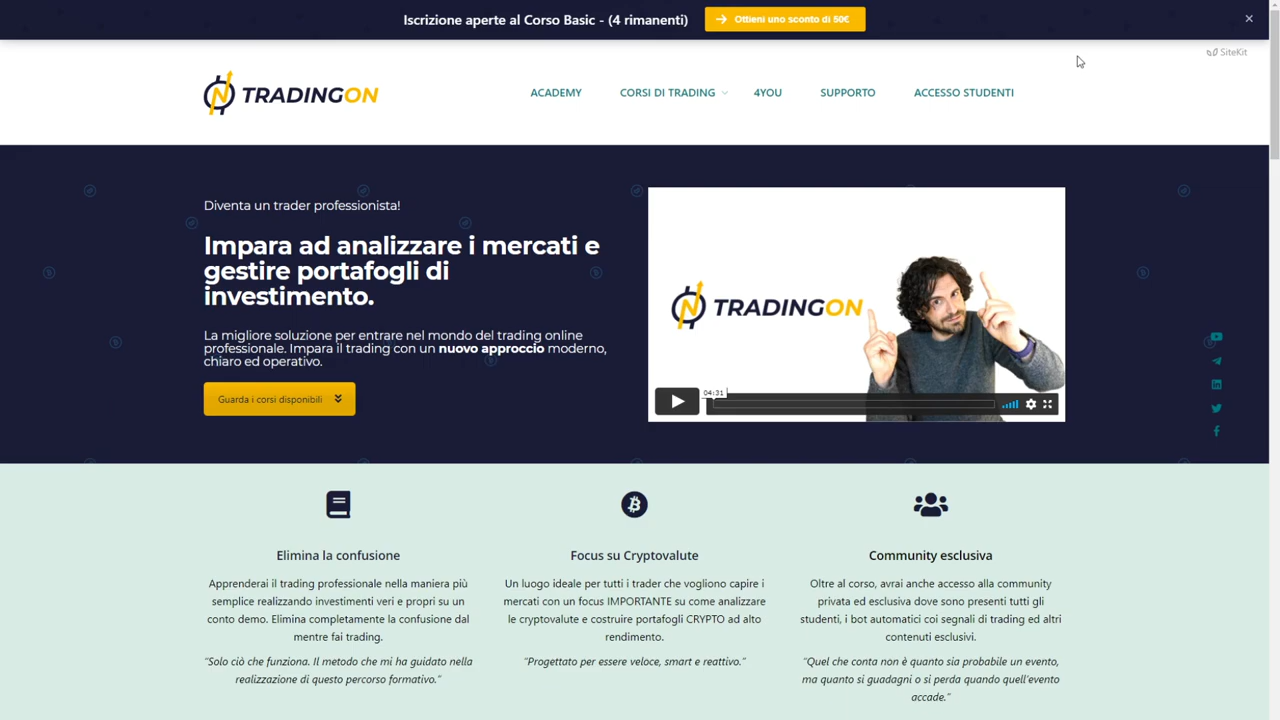 Iscrizione aperte al Corso Basic - (4 rimanenti)
Ottieni uno sconto di 50€
SiteKit
TRADINGON
ACADEMY
CORSI DI TRADING
4YOU
SUPPORTO
ACCESSO STUDENTI
Diventa un trader professionista!
Impara ad analizzare i mercati e
gestire portafogli di
investimento.
La migliore soluzione per entrare nel mondo del trading online
professionale. Impara il trading con un nuovo approccio moderno,
chiaro ed operativo.
Guarda i corsi disponibili
TRADINGON
04:31
Elimina la confusione
Apprenderai il trading professionale nella maniera più
semplice realizzando investimenti veri e propri su un
conto demo. Elimina completamente la confusione dal
mentre fai trading.
"Solo ciò che funziona. Il metodo che mi ha guidato nella
realizzazione di questo percorso formativo."
Focus su Cryptovalute
Un luogo ideale per tutti i trader che vogliono capire i
mercati con un focus IMPORTANTE su come analizzare
le cryptovalute e costruire portafogli CRYPTO ad alto
rendimento.
"Progettato per essere veloce, smart e reattivo."
Community esclusiva
Oltre al corso, avrai anche accesso alla community
privata ed esclusiva dove sono presenti tutti gli
studenti, i bot automatici coi segnali di trading ed altri
contenuti esclusivi.
"Quel che conta non è quanto sia probabile un evento,
ma quanto si guadagni o si perda quando quell'evento
accade."